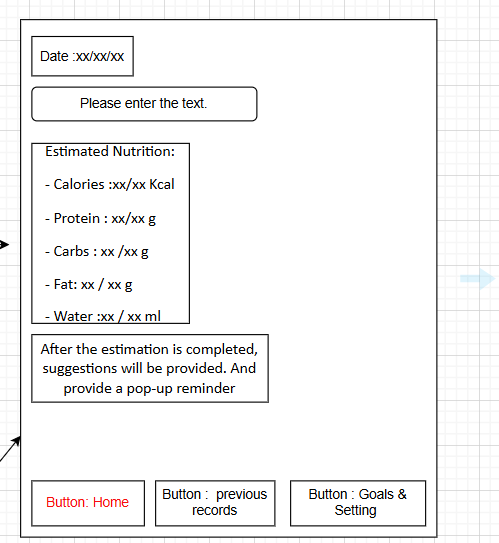 Date :xx/xx/xx
Please enter the text.
Estimated Nutrition:
- Calories :xx/xx Kcal
- Protein : xx/xx g
- Carbs : xx /xx g
- Fat: xx / xx g
- Water :xx / xx ml
After the estimation is completed,
suggestions will be provided. And
provide a pop-up reminder
Button: Home
Button :  previous
records
Button : Goals &
Setting